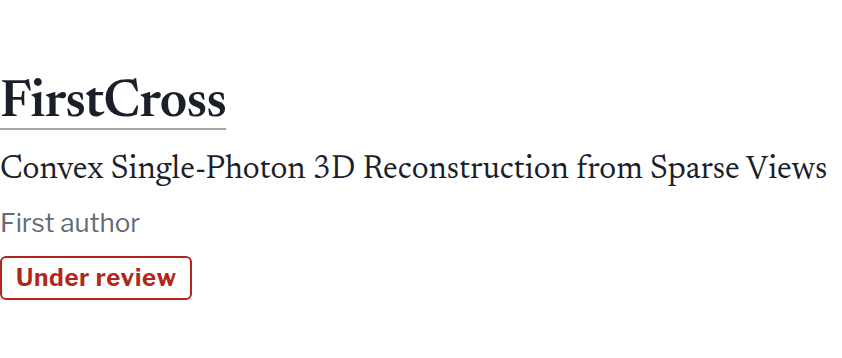 FirstCross
Convex Single-Photon 3D Reconstruction from Sparse Views
First author
Under review